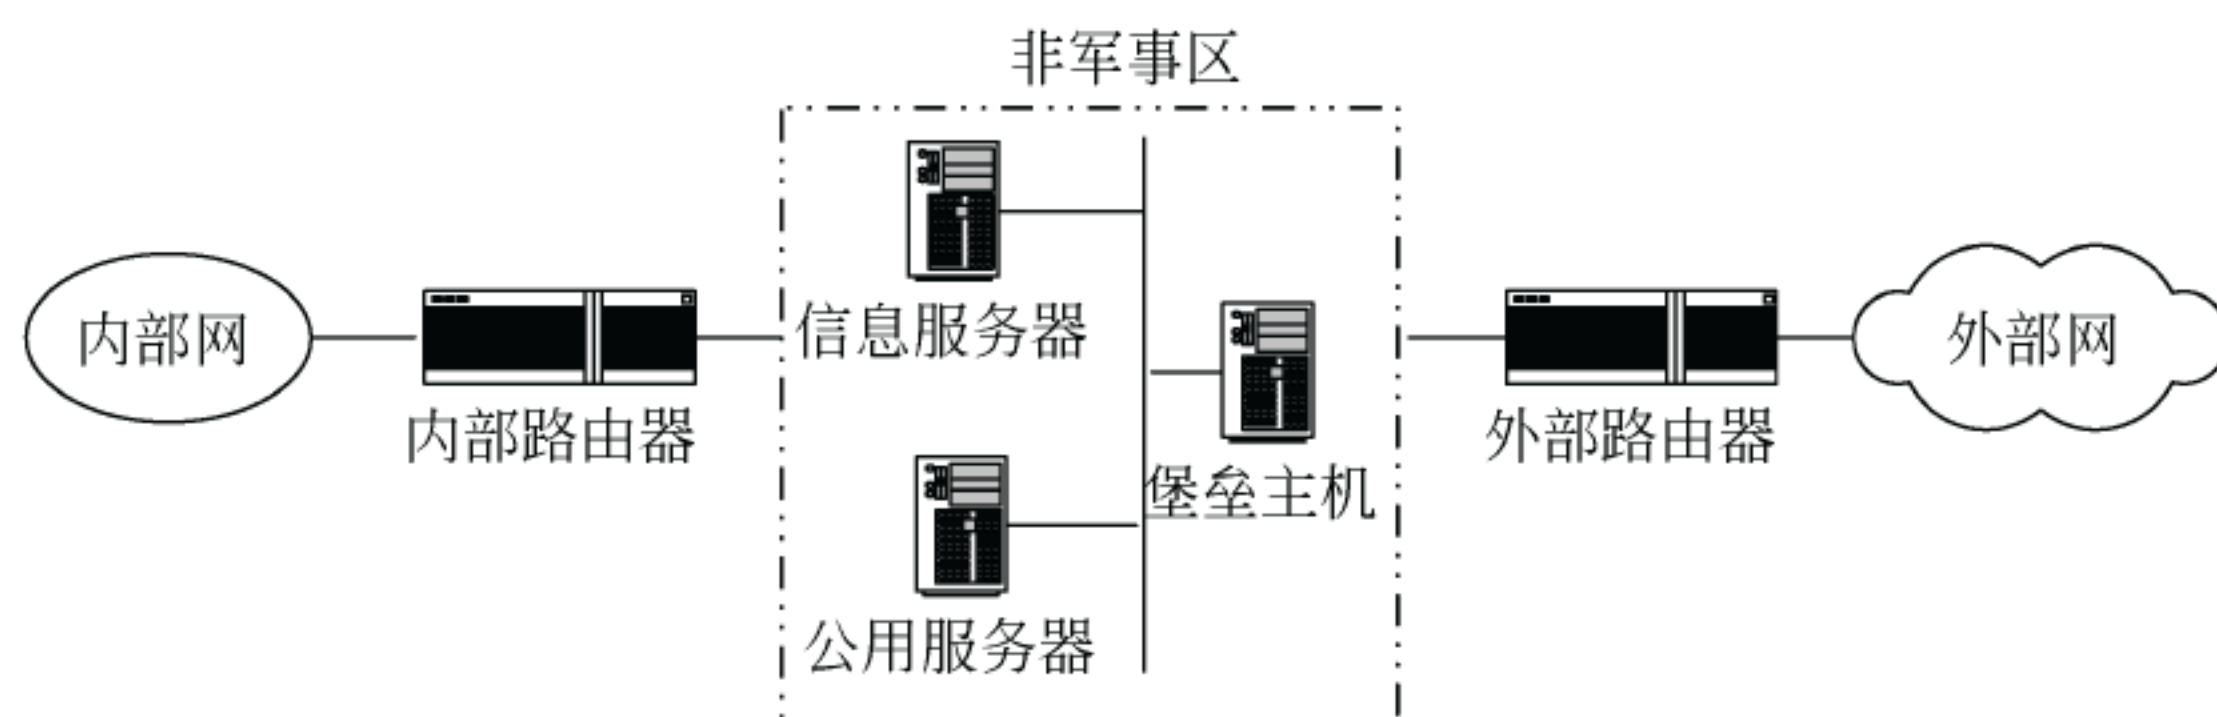 非军事区
内部网
内部路由器
信息服务器
公用服务器
堡垒主机
外部路由器
外部网